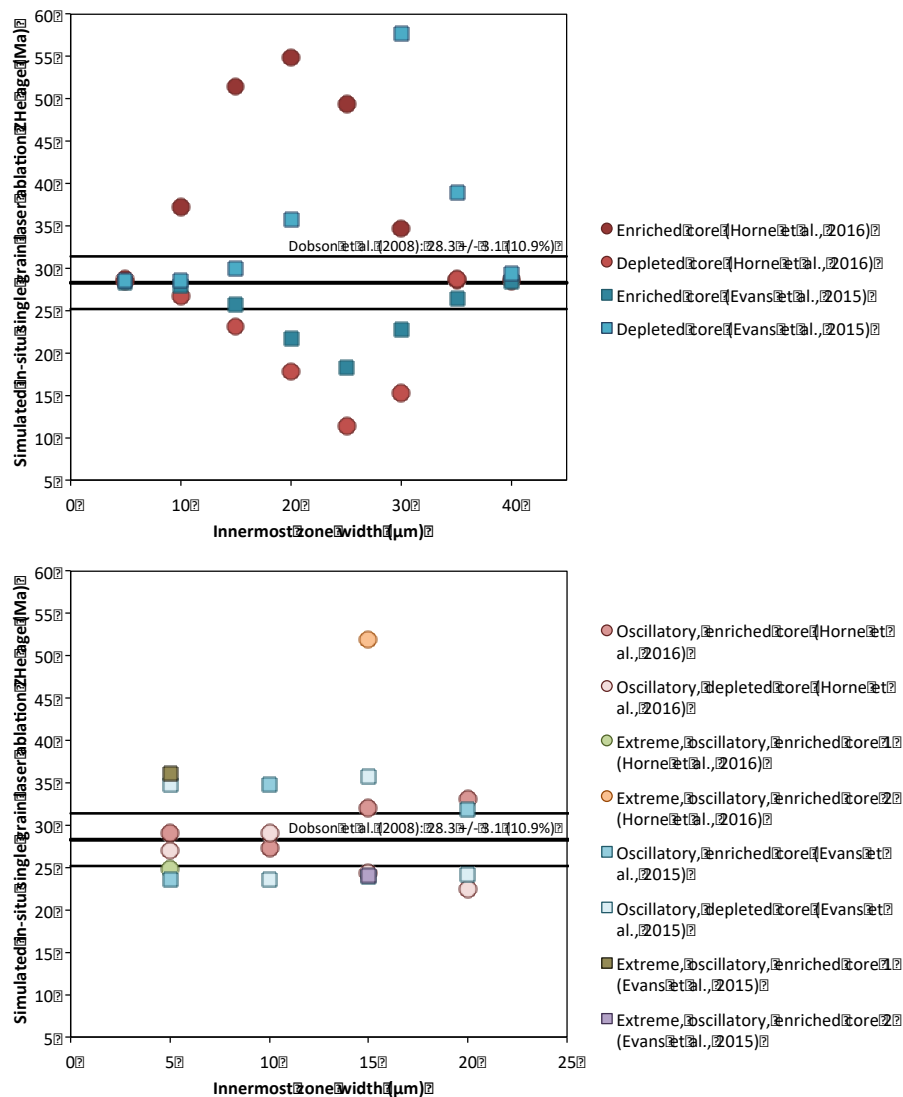 60
55
50
45
40
35
30
25
20
15
10
5
0
10
20
30
40
Simulated in-situ single grain laser ablation ZHe age (Ma)
Innermost zone width (µm)
Dobson et al. (2008): 28.3 +/- 3.1 (10.9%)
Enriched core (Horne et al., 2016)
Depleted core (Horne et al., 2016)
Enriched core (Evans et al., 2015)
Depleted core (Evans et al., 2015)
60
55
50
45
40
35
30
25
20
15
10
5
0
5
10
15
20
25
Simulated in-situ single grain laser ablation ZHe age (Ma)
Innermost zone width (µm)
Dobson et al. (2008): 28.3 +/- 3.1 (10.9%)
Oscillatory, enriched core (Horne et
al., 2016)
Oscillatory, depleted core (Horne et
al., 2016)
Extreme, oscillatory, enriched core 1
(Horne et al., 2016)
Extreme, oscillatory, enriched core 2
(Horne et al., 2016)
Oscillatory, enriched core (Evans et
al., 2015)
Oscillatory, depleted core (Evans et
al., 2015)
Extreme, oscillatory, enriched core 1
(Evans et al., 2015)
Extreme, oscillatory, enriched core 2
(Evans et al., 2015)